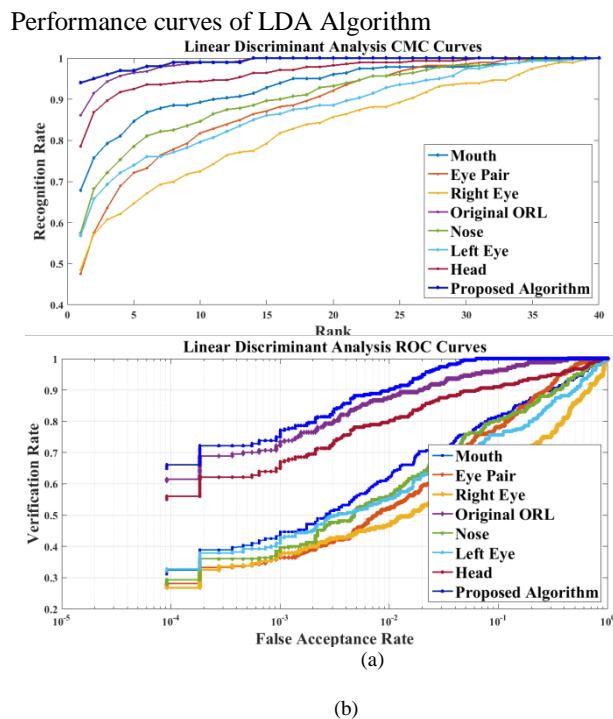 Performance curves of LDA Algorithm
Linear Discriminant Analysis CMC Curves
1
0.9
0.8
0.7
0.6
0.5
0.4
Recognition Rate
Mouth
Eye Pair
Right Eye
Original ORL
Nose
Left Eye
Head
Proposed Algorithm
0 5 10 15 20 25 30 35 40
Rank
Linear Discriminant Analysis ROC Curves
1
0.9
0.8
0.7
0.6
0.5
0.4
0.3
0.2
Verification Rate
Mouth
Eye Pair
Right Eye
Original ORL
Nose
Left Eye
Head
Proposed Algorithm
10⁻⁵ 10⁻⁴ 10⁻³ 10⁻² 10⁻¹ 10⁰
False Acceptance Rate
(a)
(b)